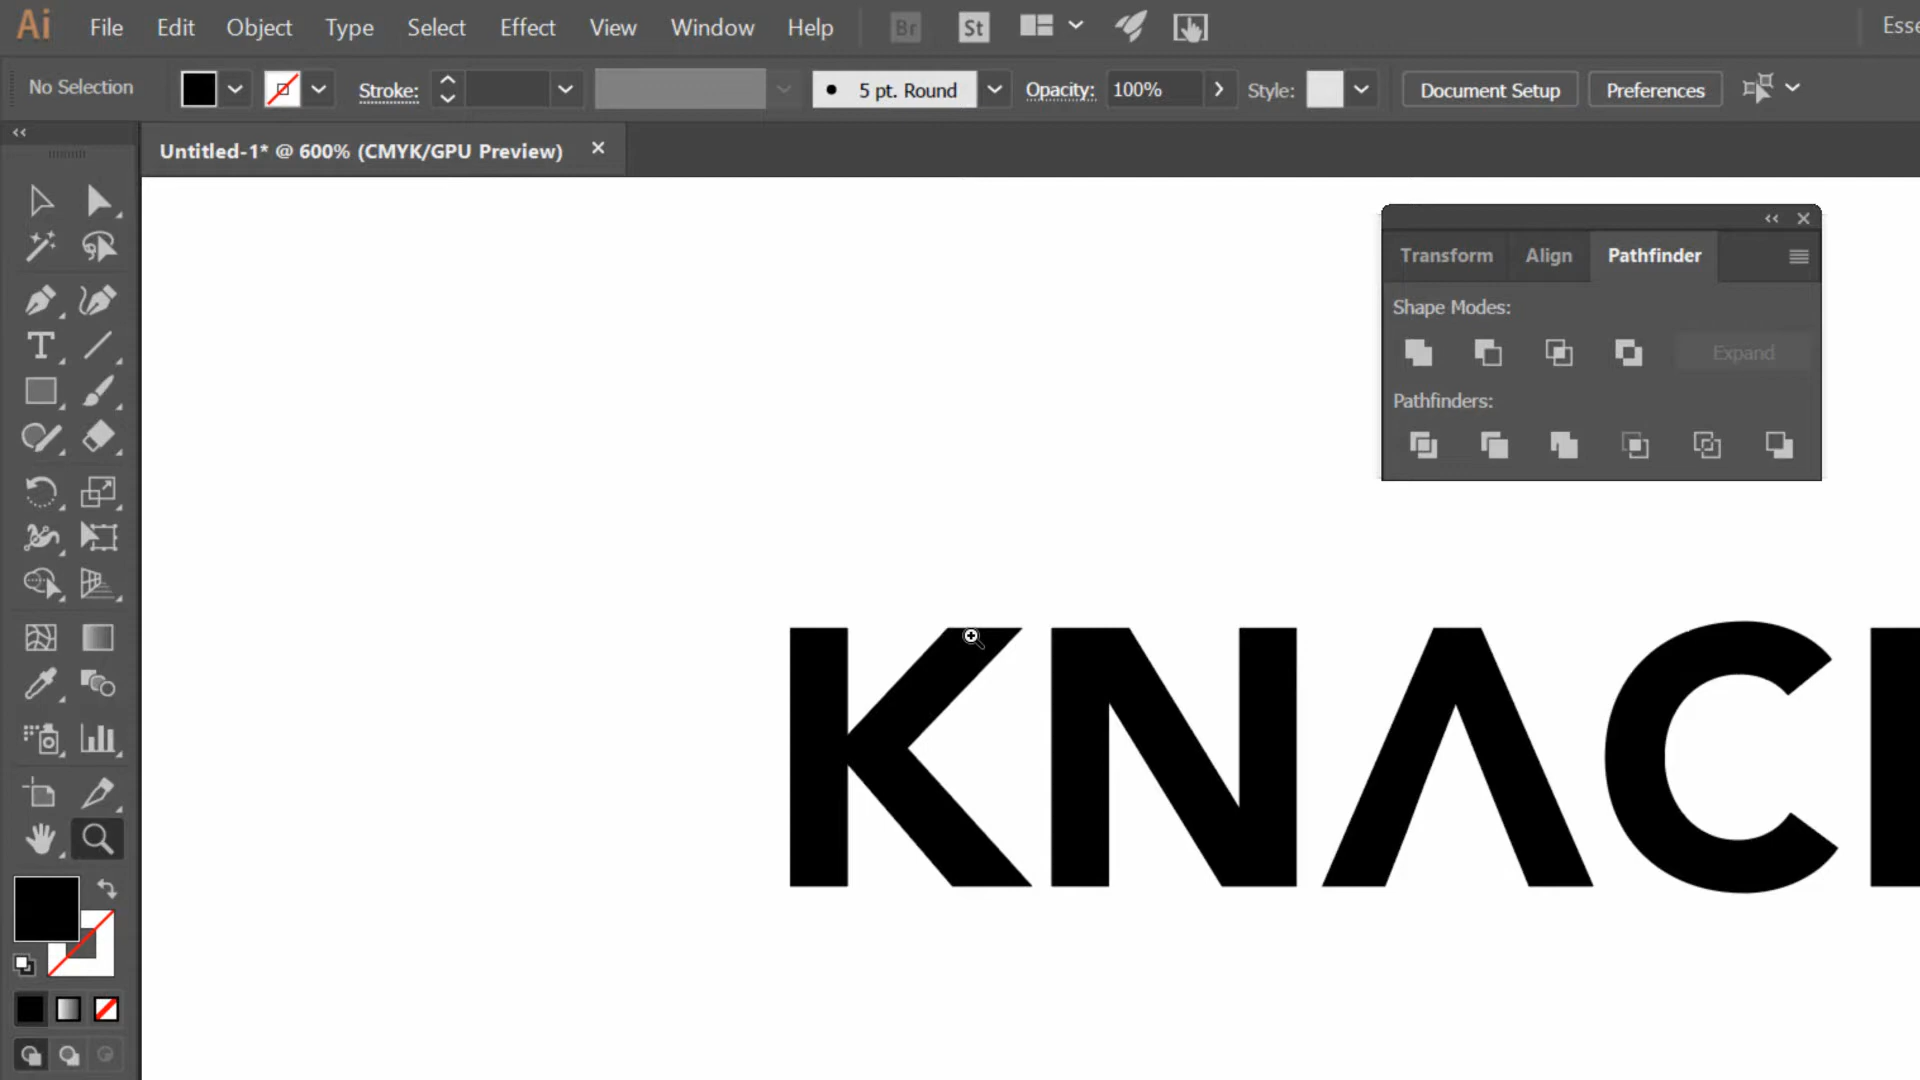 Ai File Edit Object Type Select Effect View Window Help Br St Esse
No Selection Stroke: 5 pt. Round Opacity: 100% Style: Document Setup Preferences
Untitled-1* @ 600% (CMYK/GPU Preview)
Transform Align Pathfinder
Shape Modes:
Expand
Pathfinders:
KNΛC